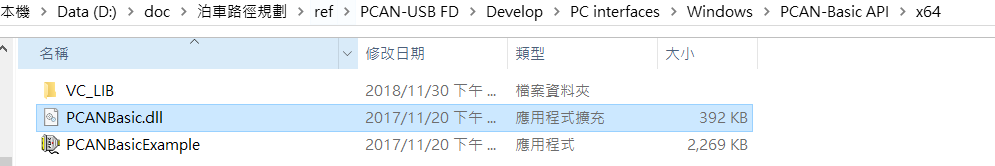 本機 > Data (D:) > doc > 泊車路徑規劃 > ref > PCAN-USB FD > Develop > PC interfaces > Windows > PCAN-Basic API > x64
名稱 修改日期 類型 大小
VC_LIB 2018/11/30 下午 ... 檔案資料夾
PCANBasic.dll 2017/11/20 下午 ... 應用程式擴充 392 KB
PCANBasicExample 2017/11/20 下午 ... 應用程式 2,269 KB